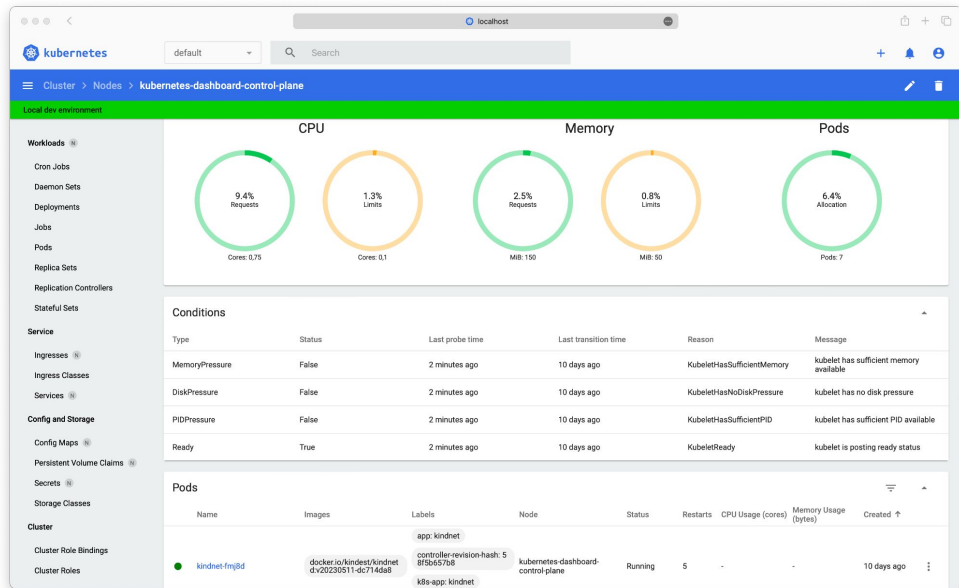 localhost
kubernetes
default
Search
Cluster > Nodes > kubernetes-dashboard-control-plane
Local dev environment
Workloads N
Cron Jobs
Daemon Sets
Deployments
Jobs
Pods
Replica Sets
Replication Controllers
Stateful Sets
Service
Ingresses N
Ingress Classes
Services N
Config and Storage
Config Maps N
Persistent Volume Claims N
Secrets N
Storage Classes
Cluster
Cluster Role Bindings
Cluster Roles
CPU Memory Pods
9.4%
Requests
Cores: 0,75
1.3%
Limits
Cores: 0,1
2.5%
Requests
MiB: 150
0.8%
Limits
MiB: 50
6.4%
Allocation
Pods: 7
Conditions
Type Status Last probe time Last transition time Reason Message
MemoryPressure False 2 minutes ago 10 days ago KubeletHasSufficientMemory kubelet has sufficient memory
available
DiskPressure False 2 minutes ago 10 days ago KubeletHasNoDiskPressure kubelet has no disk pressure
PIDPressure False 2 minutes ago 10 days ago KubeletHasSufficientPID kubelet has sufficient PID available
Ready True 2 minutes ago 10 days ago KubeletReady kubelet is posting ready status
Pods
Name Images Labels Node Status Restarts CPU Usage (cores) Memory Usage
(bytes) Created ↑
kindnet-fmj8d
docker.io/kindest/kindnet
d:v20230511-dc714da8
app: kindnet
controller-revision-hash: 5
8f5b657b8
k8s-app: kindnet
kubernetes-dashboard-
control-plane
Running 5 - - 10 days ago